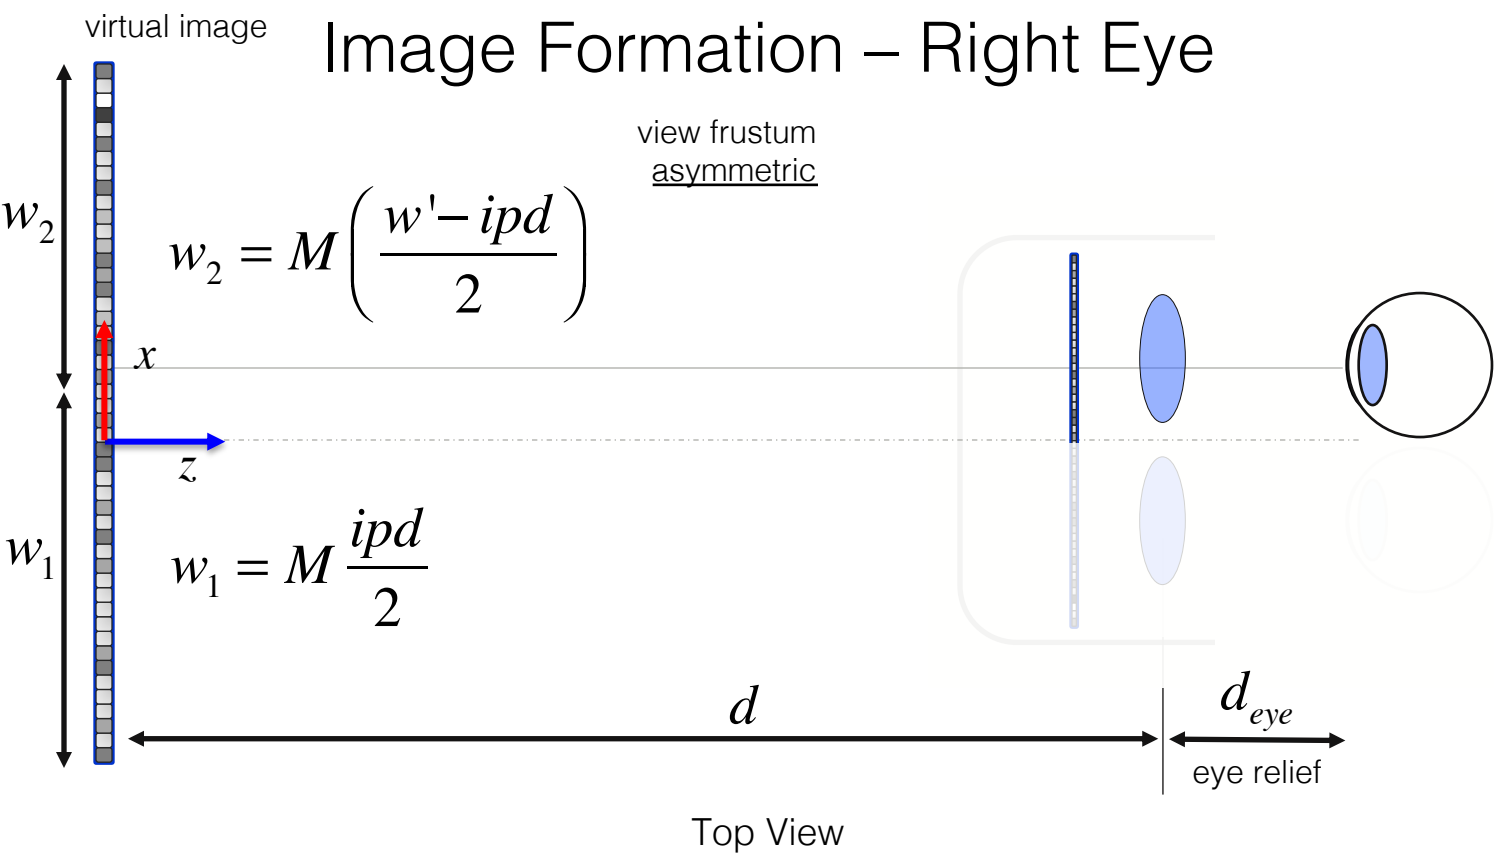 virtual image
Image Formation – Right Eye
view frustum
asymmetric
w₂
w₂ = M ( (w'− ipd) / 2 )
x
z
w₁
w₁ = M ipd / 2
d
d_eye
eye relief
Top View